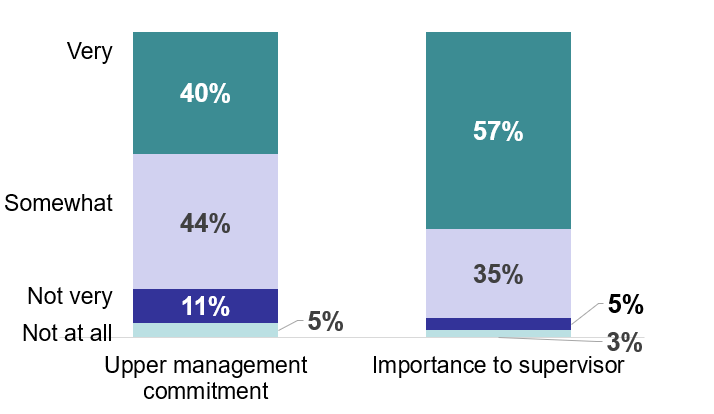 Very
40%
57%
Somewhat
44%
35%
Not very
11%
5%
Not at all
5%
3%
Upper management
commitment
Importance to supervisor